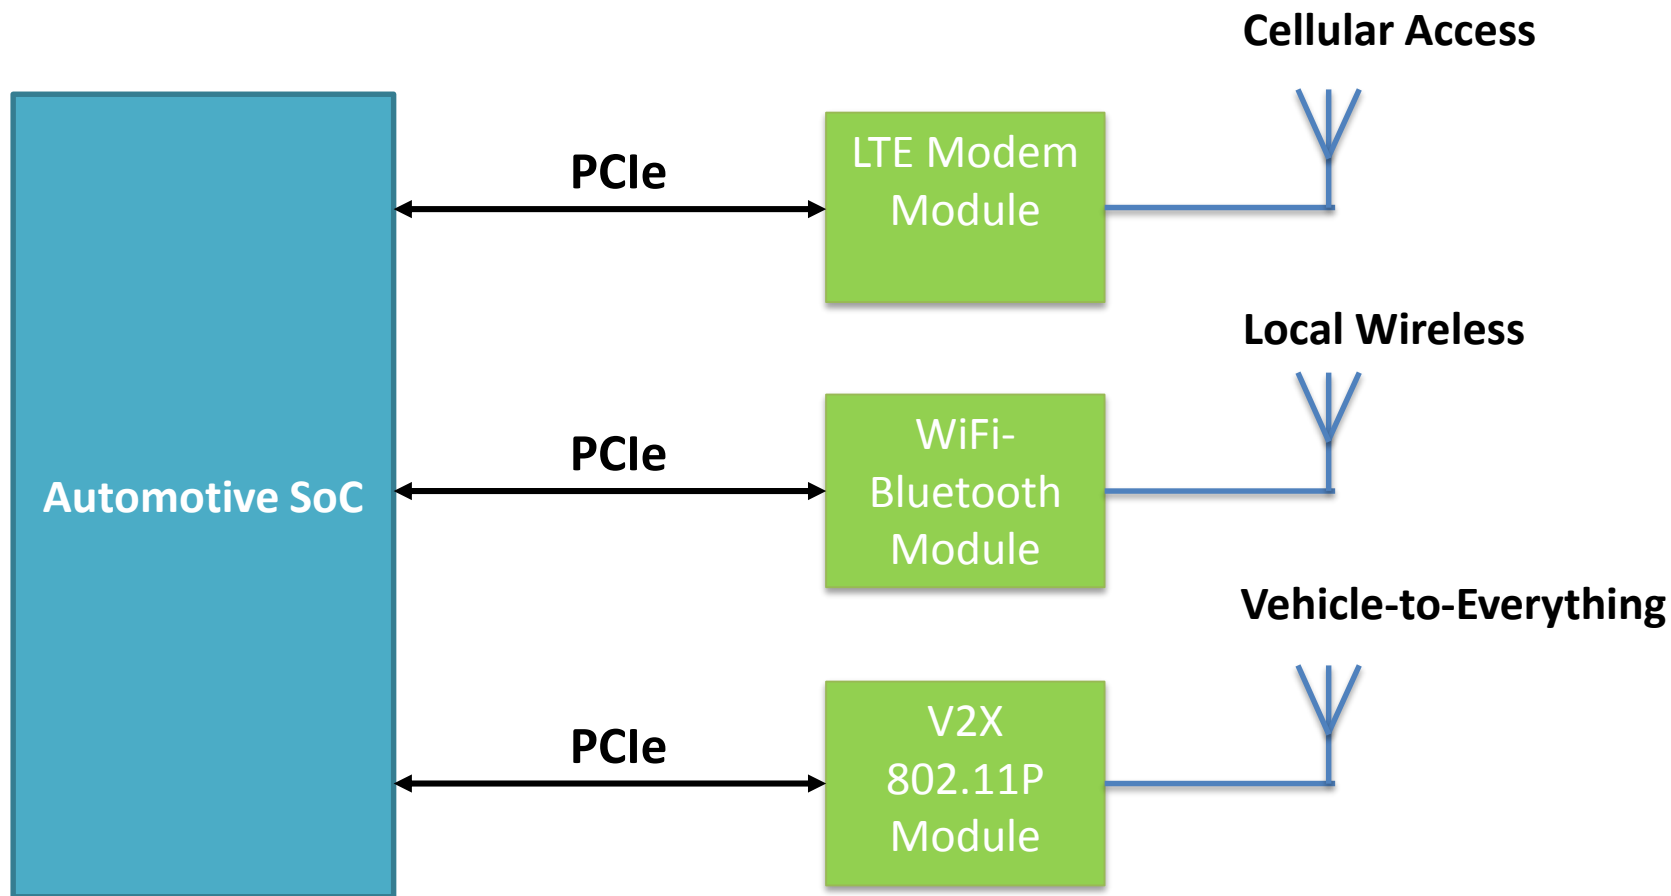 Cellular Access
PCIe
LTE Modem
Module
Local Wireless
PCIe
WiFi-
Bluetooth
Module
Automotive SoC
Vehicle-to-Everything
PCIe
V2X
802.11P
Module